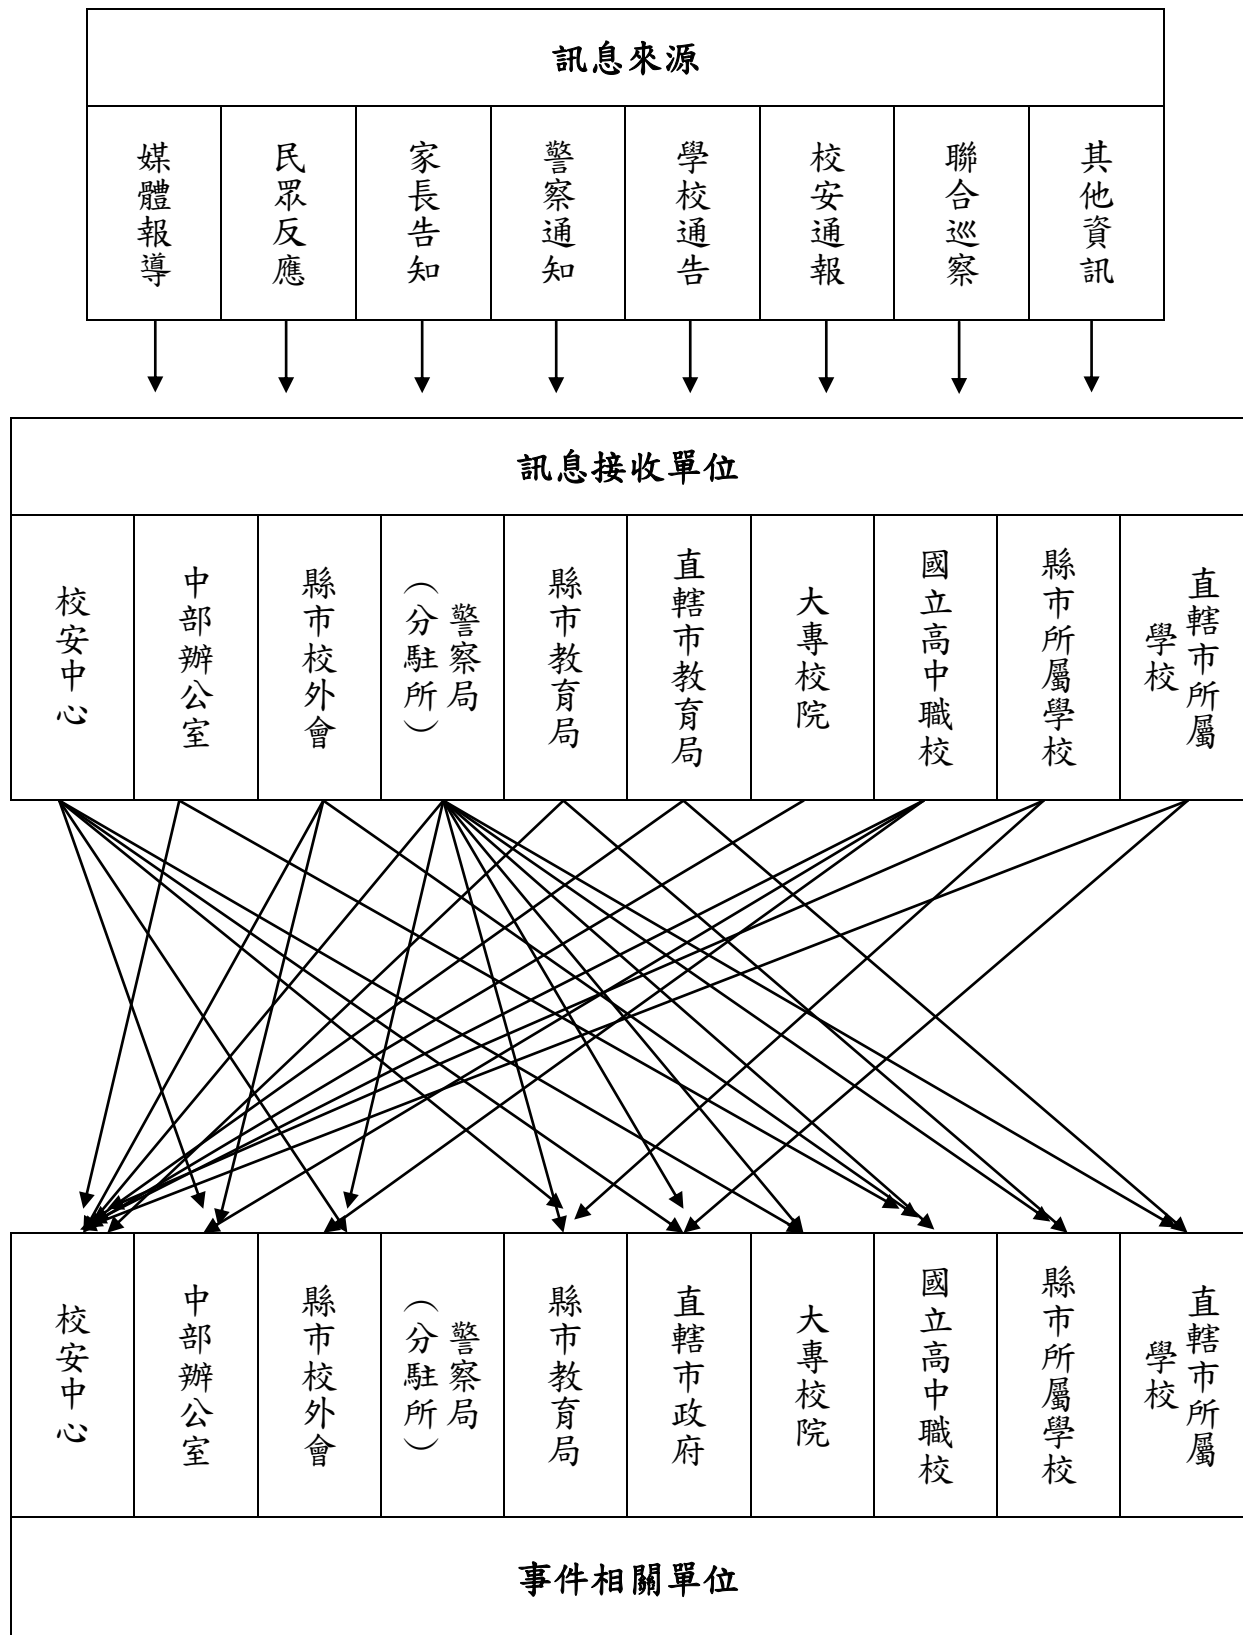 訊息來源
媒體報導
民眾反應
家長告知
警察通知
學校通告
校安通報
聯合巡察
其他資訊
訊息接收單位
校安中心
中部辦公室
縣市校外會
警察局
（分駐所）
縣市教育局
直轄市教育局
大專校院
國立高中職校
縣市所屬學校
直轄市所屬
學校
校安中心
中部辦公室
縣市校外會
警察局
（分駐所）
縣市教育局
直轄市政府
大專校院
國立高中職校
縣市所屬學校
直轄市所屬
學校
事件相關單位